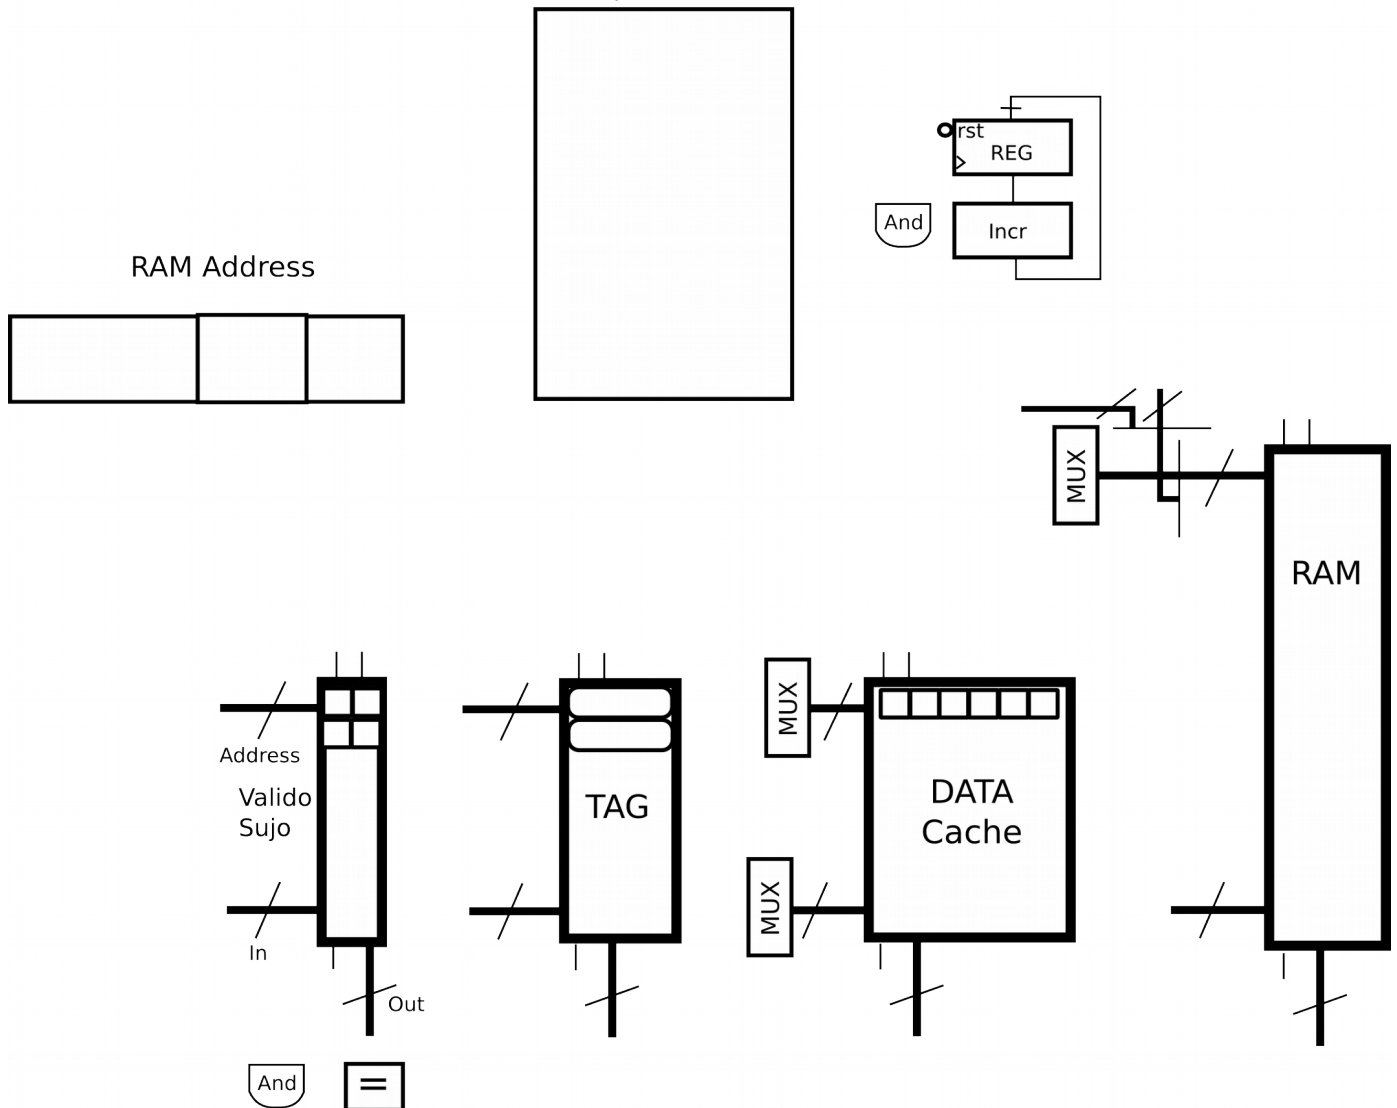 rst
REG
And
Incr
RAM Address
MUX
RAM
MUX
Address
Valido
Sujo
TAG
DATA
Cache
MUX
In
Out
And
=